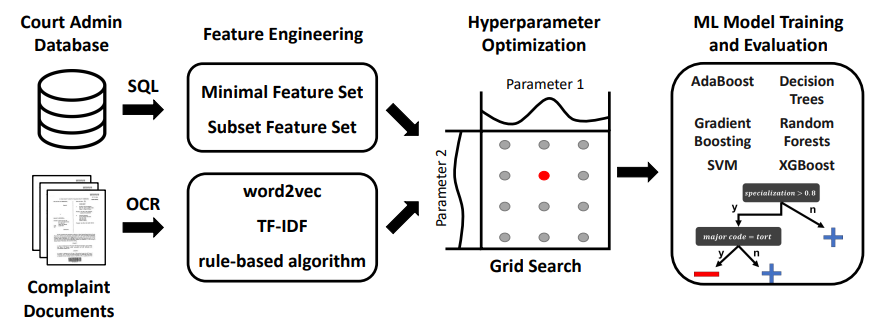 Court Admin
Database
SQL
Complaint
Documents
OCR
Feature Engineering
Minimal Feature Set
Subset Feature Set
word2vec
TF-IDF
rule-based algorithm
Hyperparameter
Optimization
Parameter 1
Parameter 2
Grid Search
ML Model Training
and Evaluation
AdaBoost
Decision
Trees
Gradient
Boosting
Random
Forests
SVM
XGBoost
specialization > 0.8
y
n
major code = tort
y
n